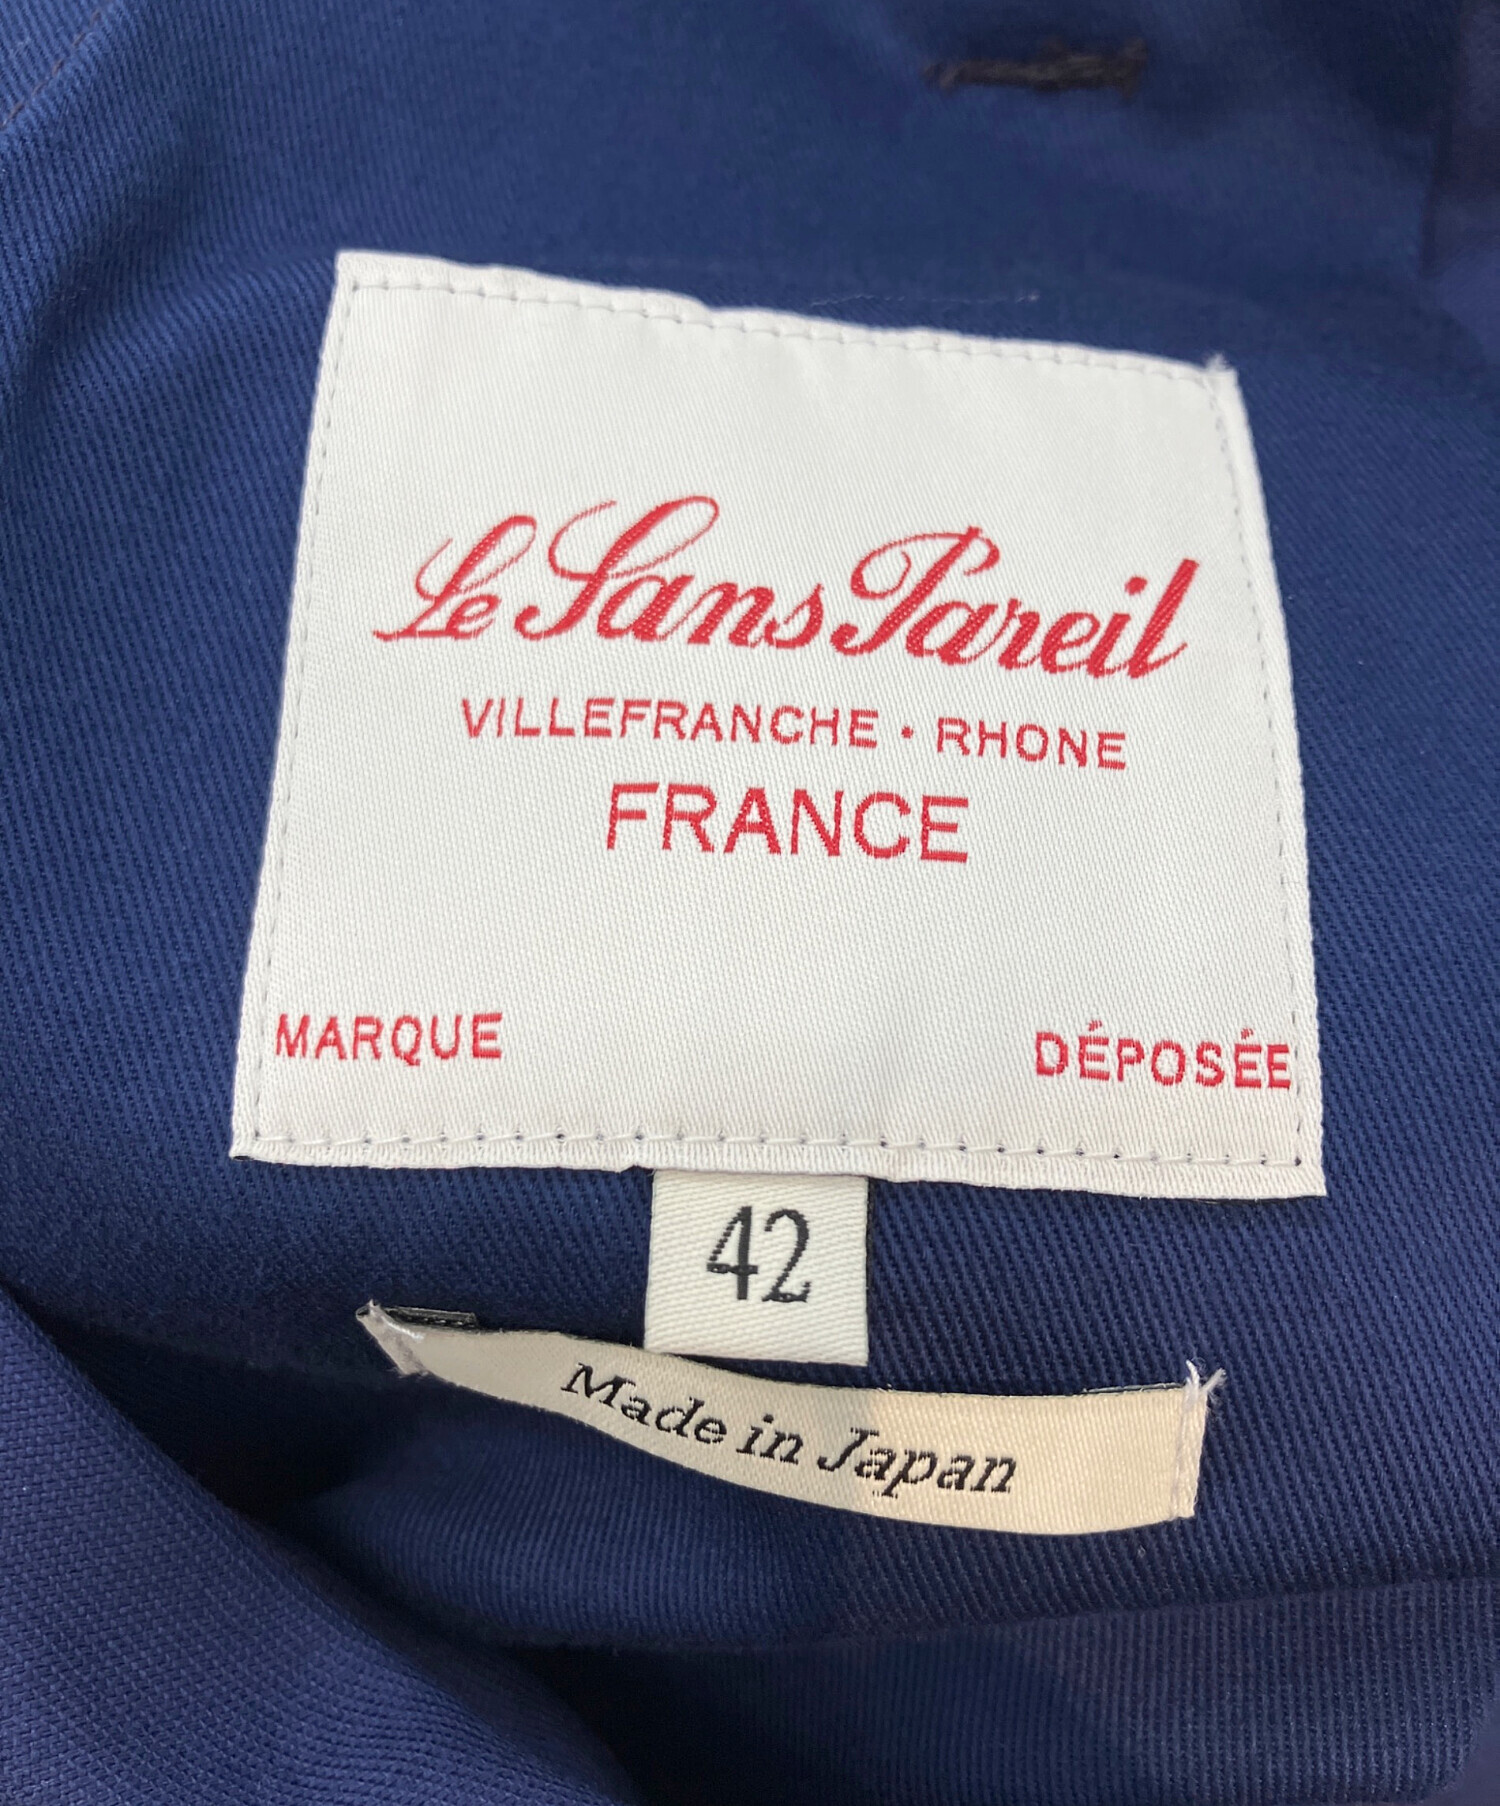 Le Sans Pareil
VILLEFRANCHE · RHONE
FRANCE
MARQUE DÉPOSÉE
42
Made in Japan